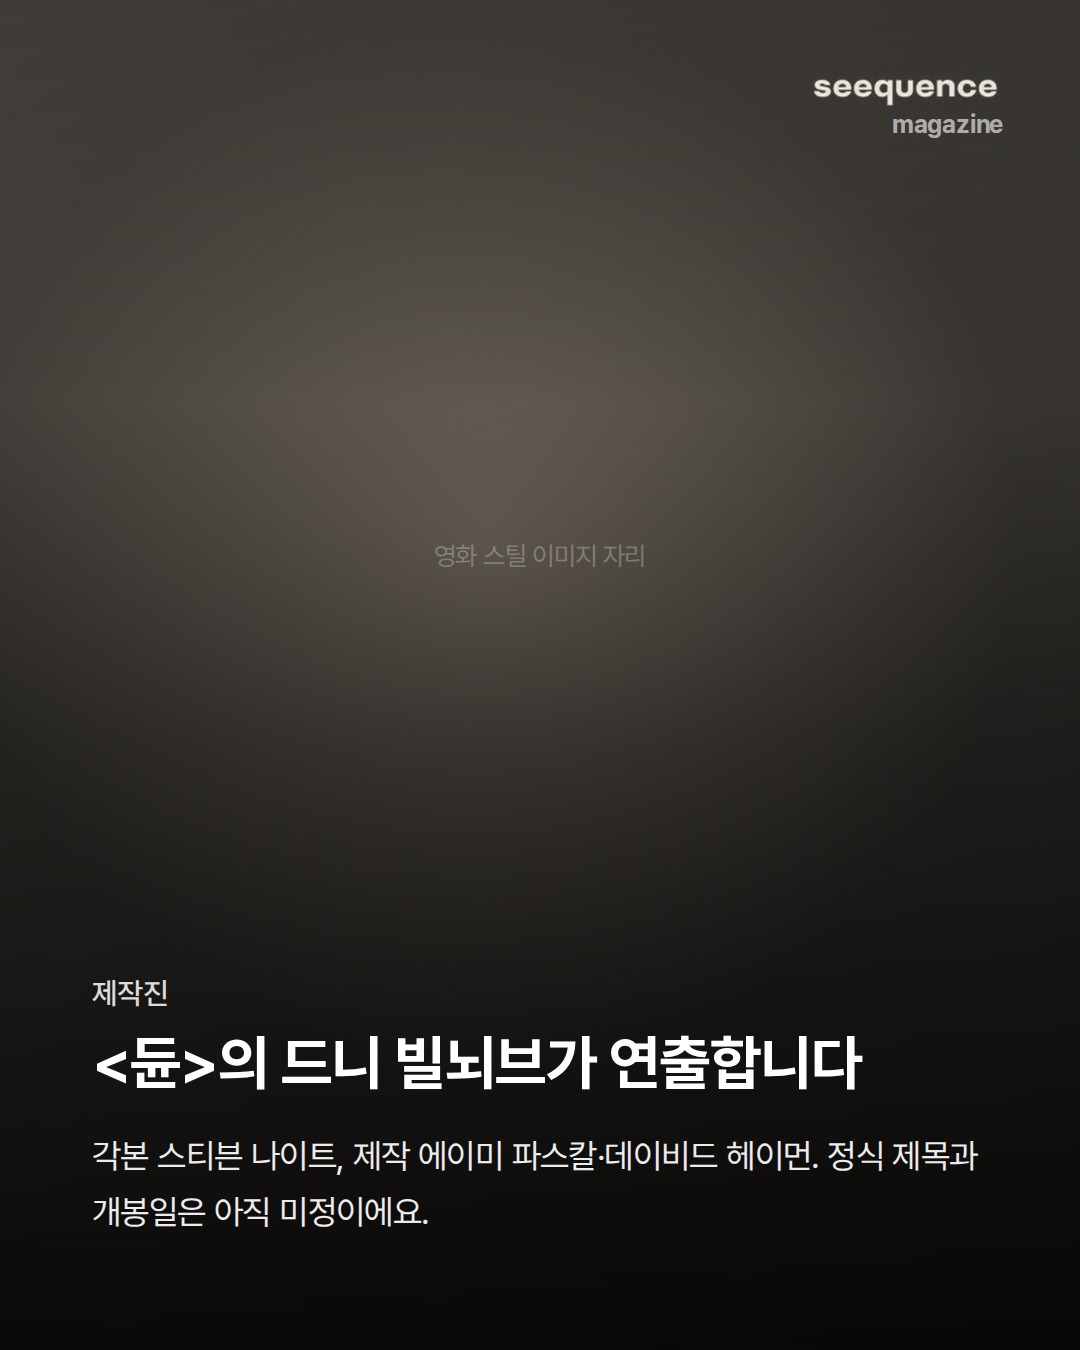 seequence
magazine
영화 스틸 이미지 자리
제작진
<듄>의 드니 빌뇌브가 연출합니다
각본 스티븐 나이트, 제작 에이미 파스칼·데이비드 헤이먼. 정식 제목과
개봉일은 아직 미정이에요.